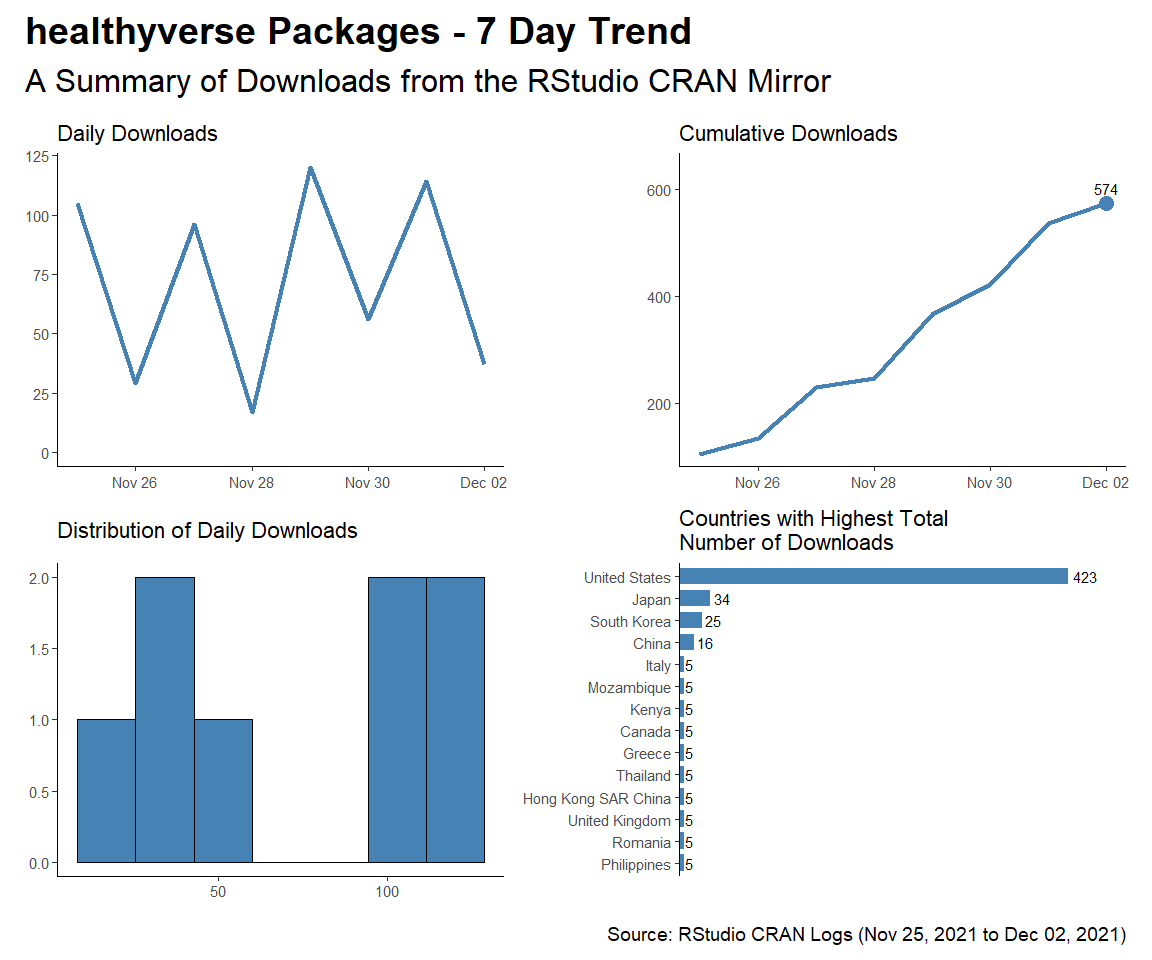 healthyverse Packages - 7 Day Trend
A Summary of Downloads from the RStudio CRAN Mirror
Daily Downloads
125
100
75
50
25
0
Nov 26 Nov 28 Nov 30 Dec 02
Cumulative Downloads
600
400
200
574
Nov 26 Nov 28 Nov 30 Dec 02
Distribution of Daily Downloads
2.0
1.5
1.0
0.5
0.0
50 100
Countries with Highest Total
Number of Downloads
United States 423
Japan 34
South Korea 25
China 16
Italy 5
Mozambique 5
Kenya 5
Canada 5
Greece 5
Thailand 5
Hong Kong SAR China 5
United Kingdom 5
Romania 5
Philippines 5
Source: RStudio CRAN Logs (Nov 25, 2021 to Dec 02, 2021)